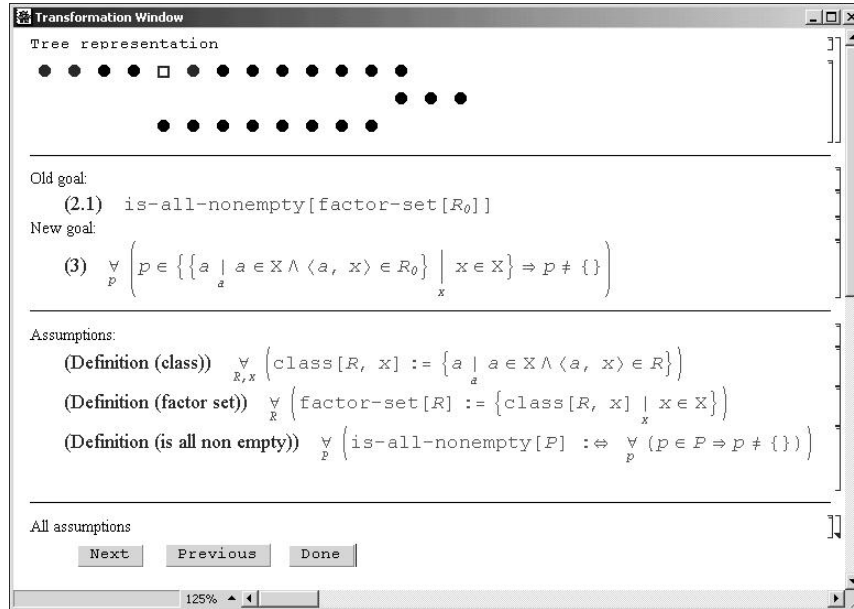 Transformation Window
Tree representation
Old goal:
(2.1) is-all-nonempty[factor-set[R₀]]
New goal:
(3) ∀p (p ∈ {{a |a a ∈ X ∧ ⟨a, x⟩ ∈ R₀} |x x ∈ X} ⇒ p ≠ {})
Assumptions:
(Definition (class)) ∀R,x (class[R, x] := {a |a a ∈ X ∧ ⟨a, x⟩ ∈ R})
(Definition (factor set)) ∀R (factor-set[R] := {class[R, x] |x x ∈ X})
(Definition (is all non empty)) ∀p (is-all-nonempty[P] :⇔ ∀p (p ∈ P ⇒ p ≠ {}))
All assumptions
Next Previous Done
125%